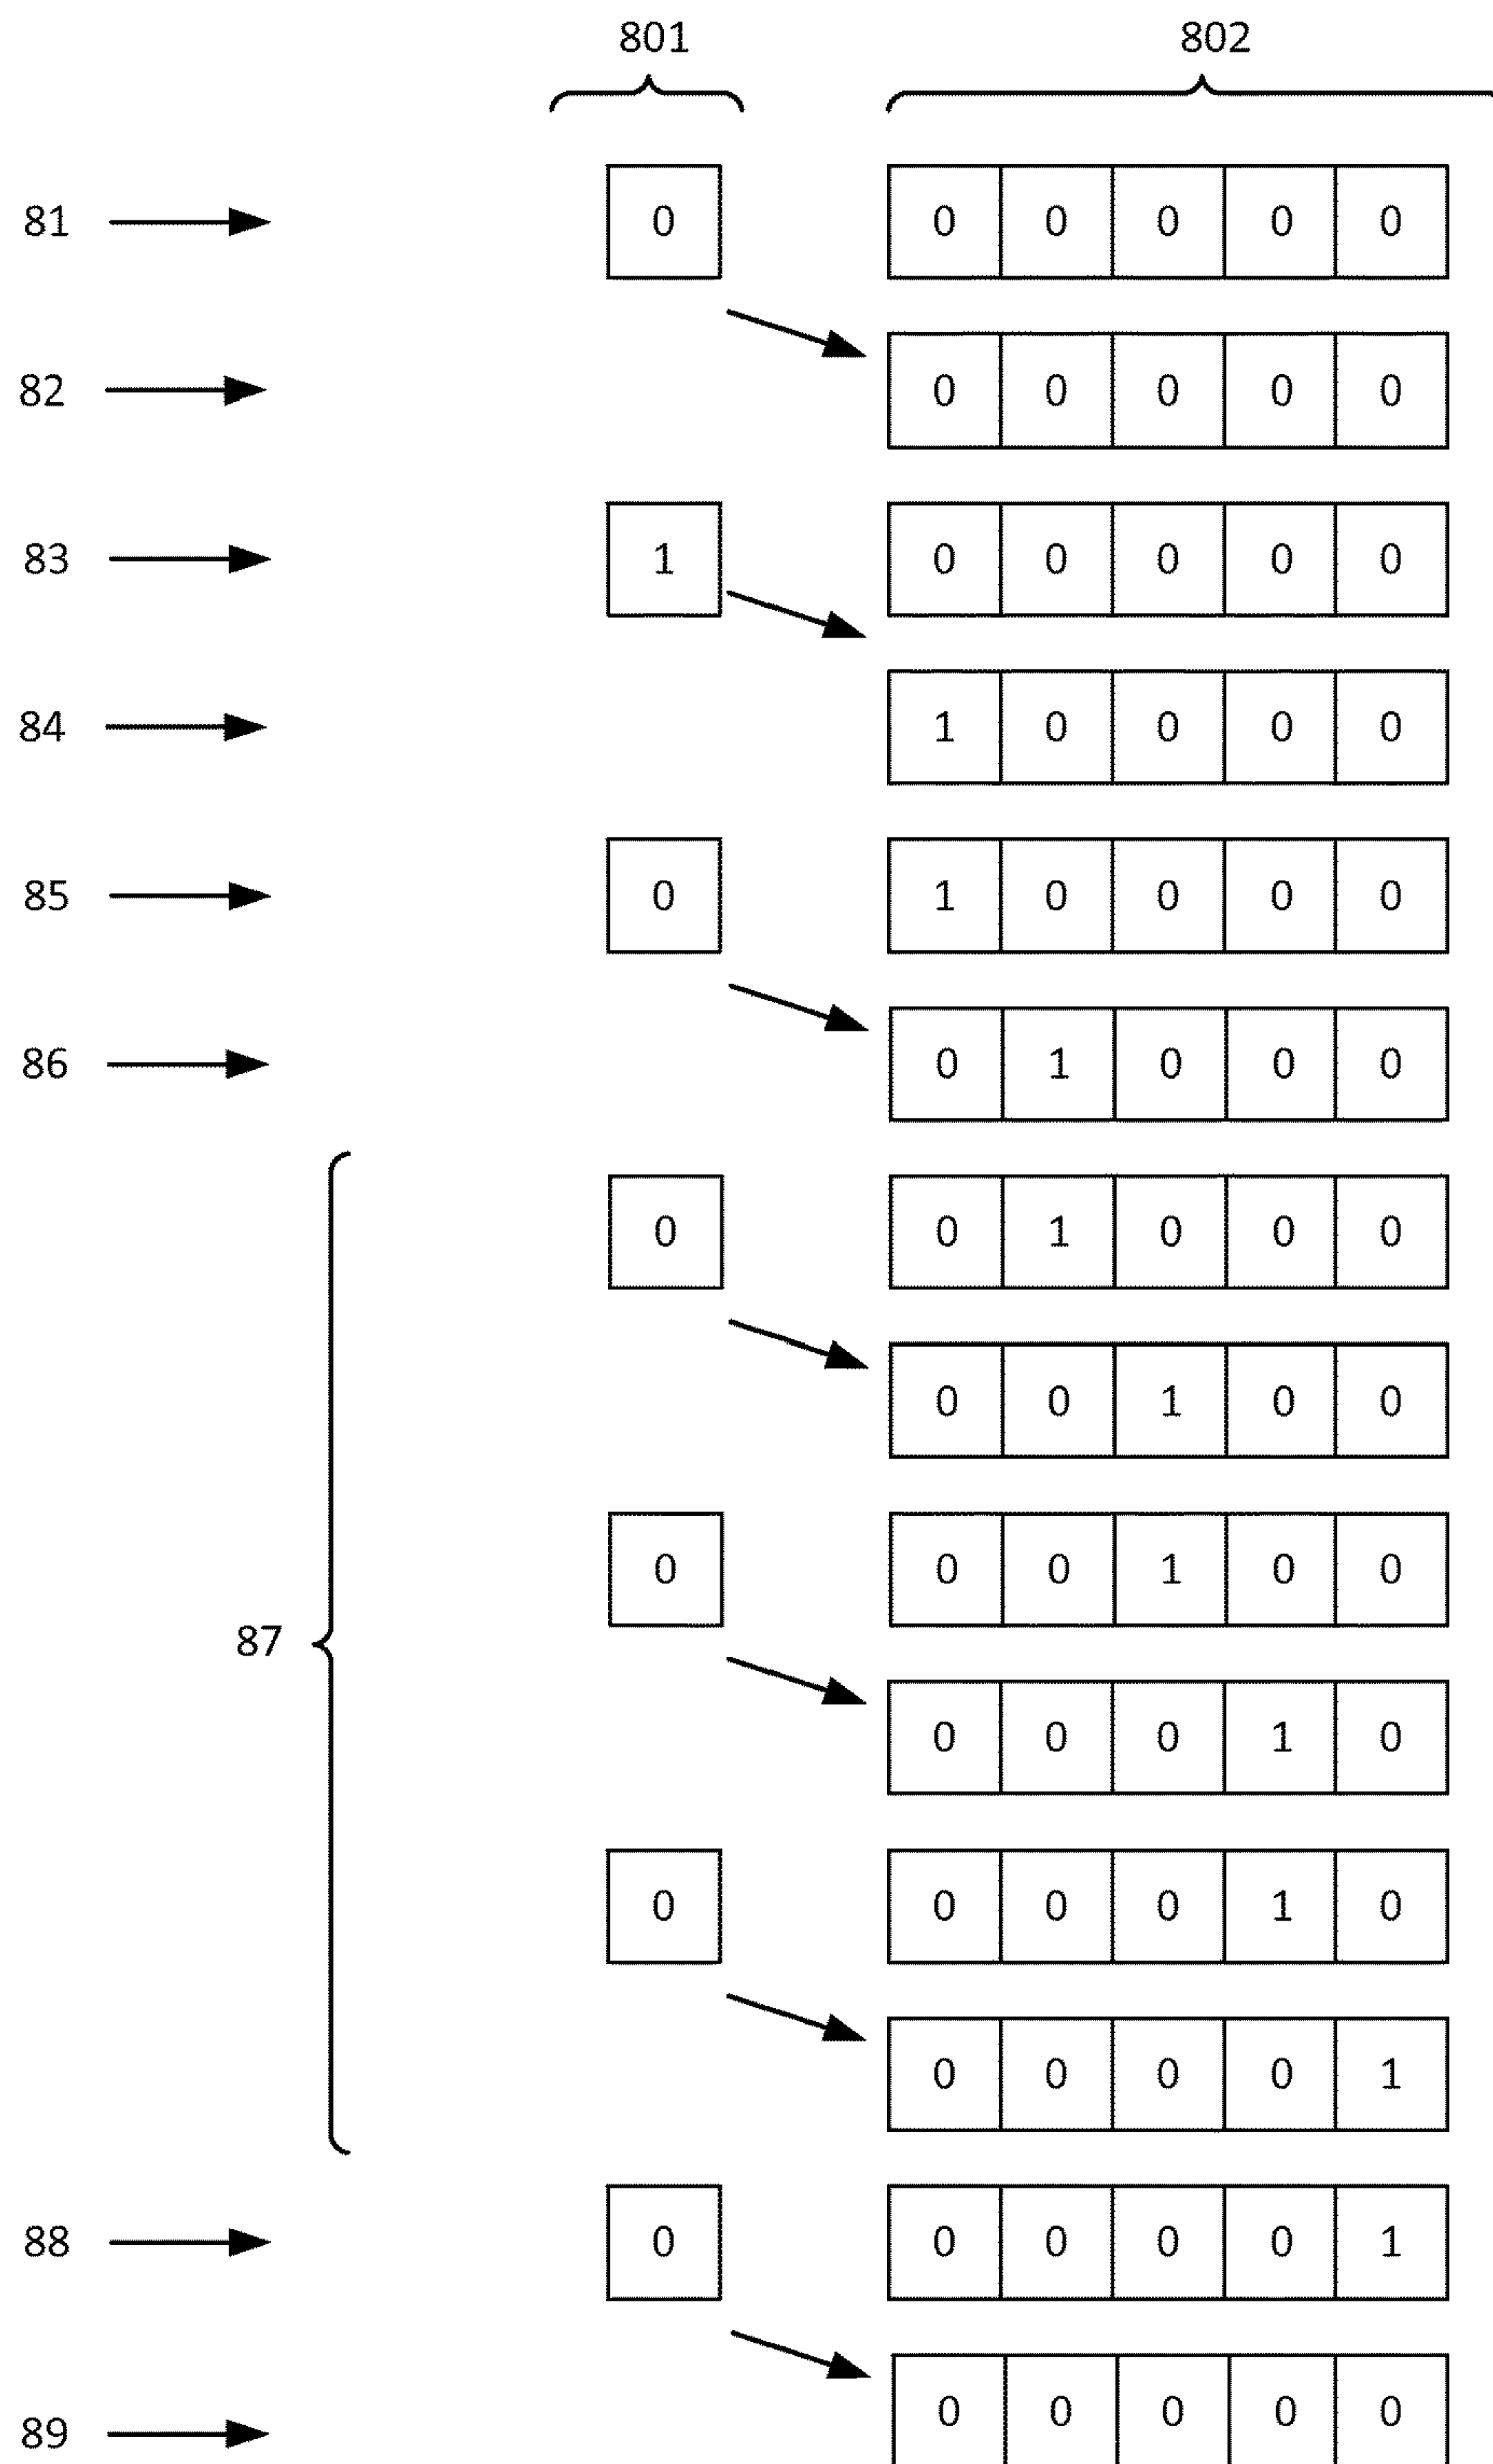 801 802
81 0 0 0 0 0 0
82 0 0 0 0 0
83 1 0 0 0 0 0
84 1 0 0 0 0
85 0 1 0 0 0 0
86 0 1 0 0 0
0 0 1 0 0 0
0 0 1 0 0
0 0 0 1 0 0
87
0 0 0 1 0
0 0 0 0 1 0
0 0 0 0 1
88 0 0 0 0 0 1
89 0 0 0 0 0